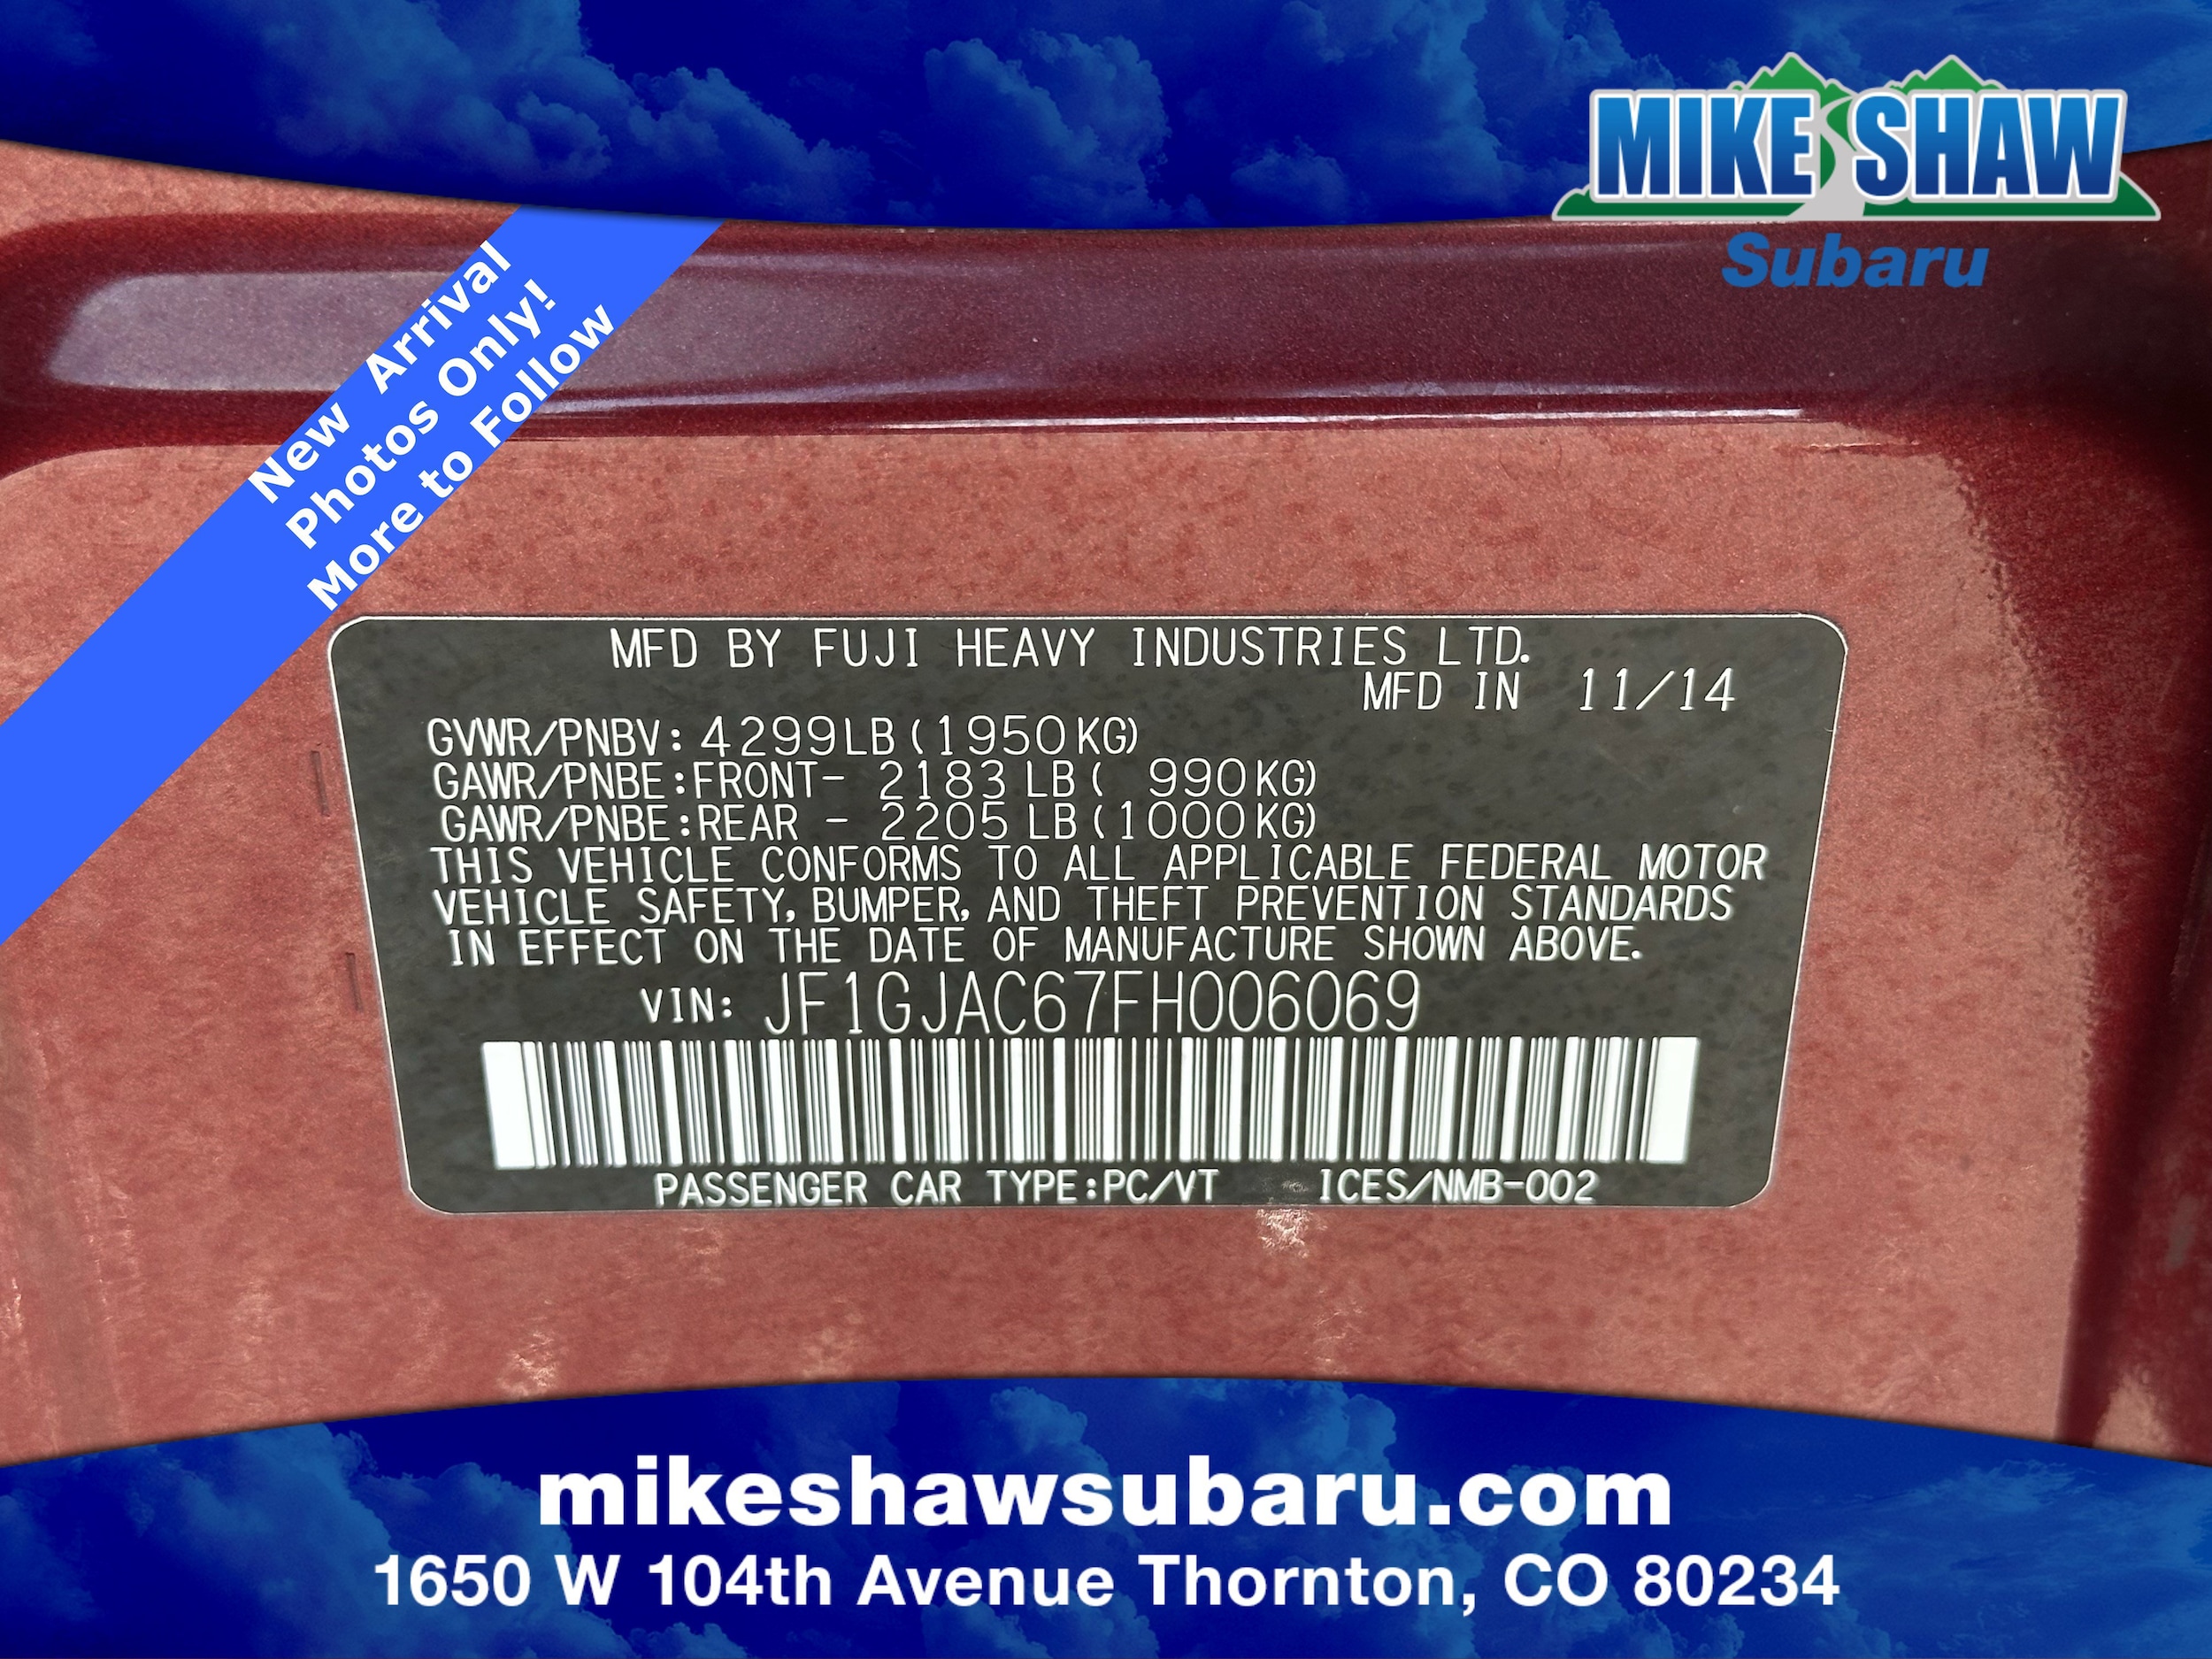 MIKE SHAW
Subaru
New Arrival
Photos Only!
More to Follow
MFD BY FUJI HEAVY INDUSTRIES LTD.
MFD IN 11/14
GVWR/PNBV: 4299LB(1950KG)
GAWR/PNBE:FRONT- 2183LB( 990KG)
GAWR/PNBE:REAR - 2205LB(1000KG)
THIS VEHICLE CONFORMS TO ALL APPLICABLE FEDERAL MOTOR
VEHICLE SAFETY, BUMPER, AND THEFT PREVENTION STANDARDS
IN EFFECT ON THE DATE OF MANUFACTURE SHOWN ABOVE.
VIN: JF1GJAC67FH006069
PASSENGER CAR TYPE:PC/VT ICES/NMB-002
mikeshawsubaru.com
1650 W 104th Avenue Thornton, CO 80234